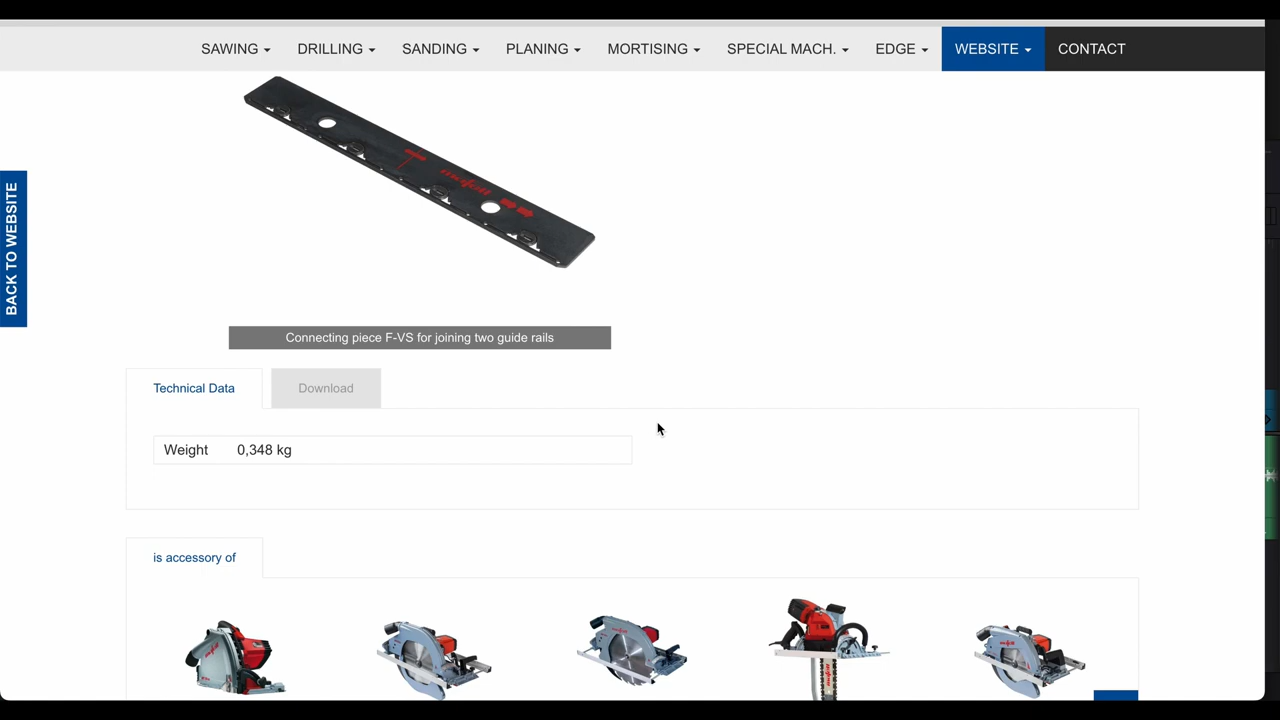 SAWING DRILLING SANDING PLANING MORTISING SPECIAL MACH. EDGE WEBSITE CONTACT
BACK TO WEBSITE
mafell
Connecting piece F-VS for joining two guide rails
Technical Data Download
Weight 0,348 kg
is accessory of